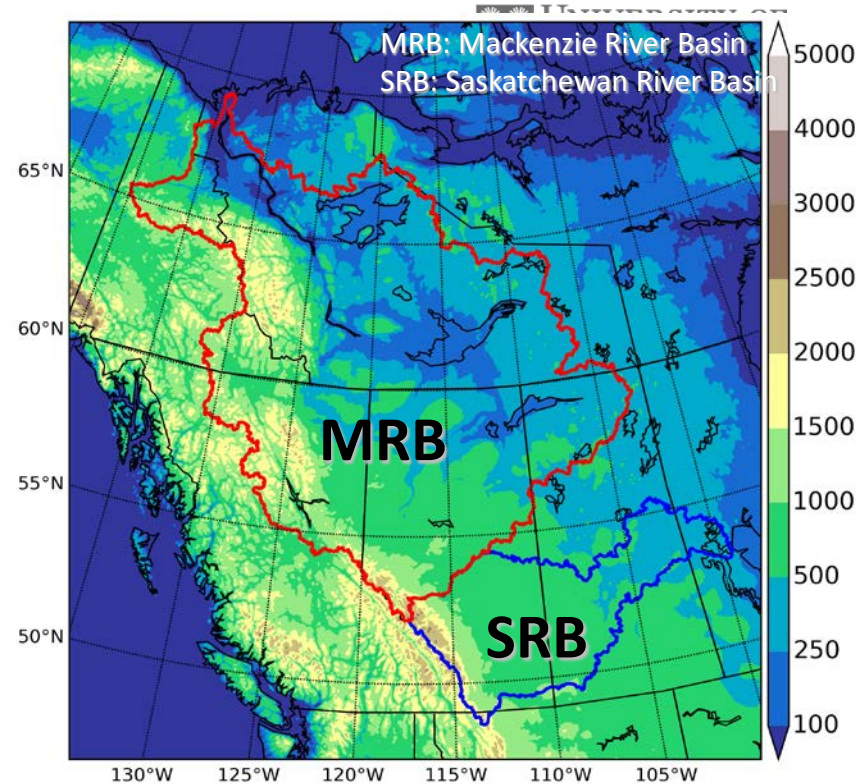 MRB: Mackenzie River Basin
SRB: Saskatchewan River Basin
5000
4000
3000
2500
2000
1500
1000
500
250
100
65°N
60°N
55°N
50°N
MRB
SRB
130°W
125°W
120°W
115°W
110°W
105°W